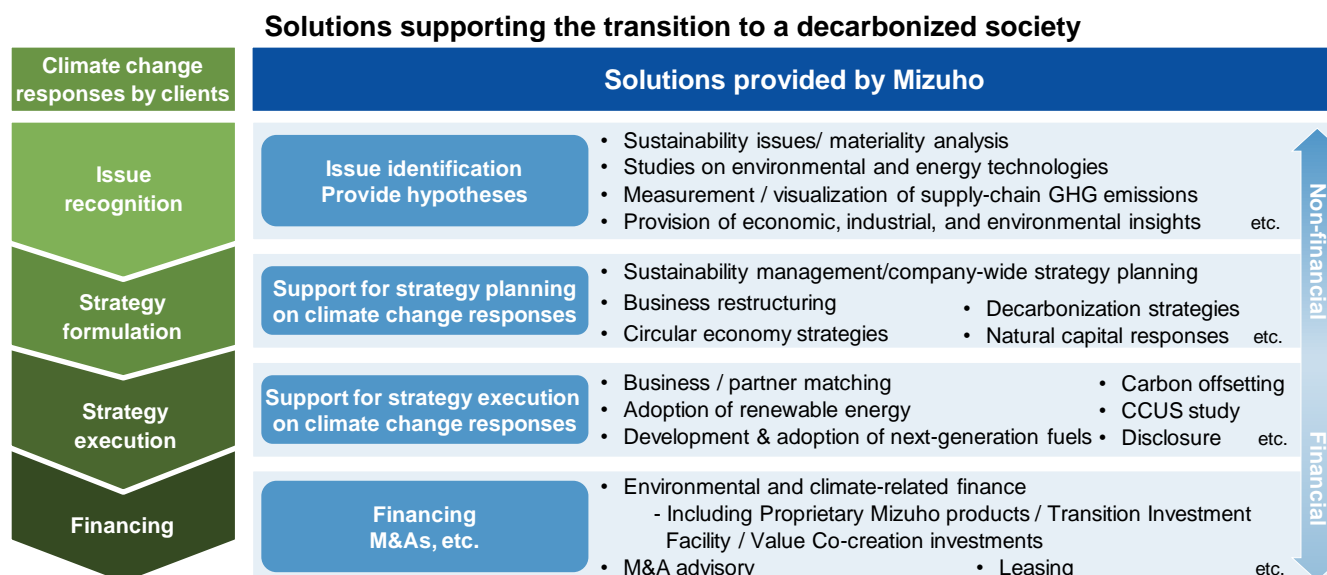 Solutions supporting the transition to a decarbonized society
Climate change
responses by clients
Solutions provided by Mizuho
Issue
recognition
Issue identification
Provide hypotheses
• Sustainability issues/ materiality analysis
• Studies on environmental and energy technologies
• Measurement / visualization of supply-chain GHG emissions
• Provision of economic, industrial, and environmental insights etc.
Strategy
formulation
Support for strategy planning
on climate change responses
• Sustainability management/company-wide strategy planning
• Business restructuring
• Decarbonization strategies
• Circular economy strategies
• Natural capital responses etc.
Strategy
execution
Support for strategy execution
on climate change responses
• Business / partner matching
• Carbon offsetting
• Adoption of renewable energy
• CCUS study
• Development & adoption of next-generation fuels
• Disclosure etc.
Financing
Financing
M&As, etc.
• Environmental and climate-related finance
- Including Proprietary Mizuho products / Transition Investment
Facility / Value Co-creation investments
• M&A advisory
• Leasing etc.
Non-financial
Financial